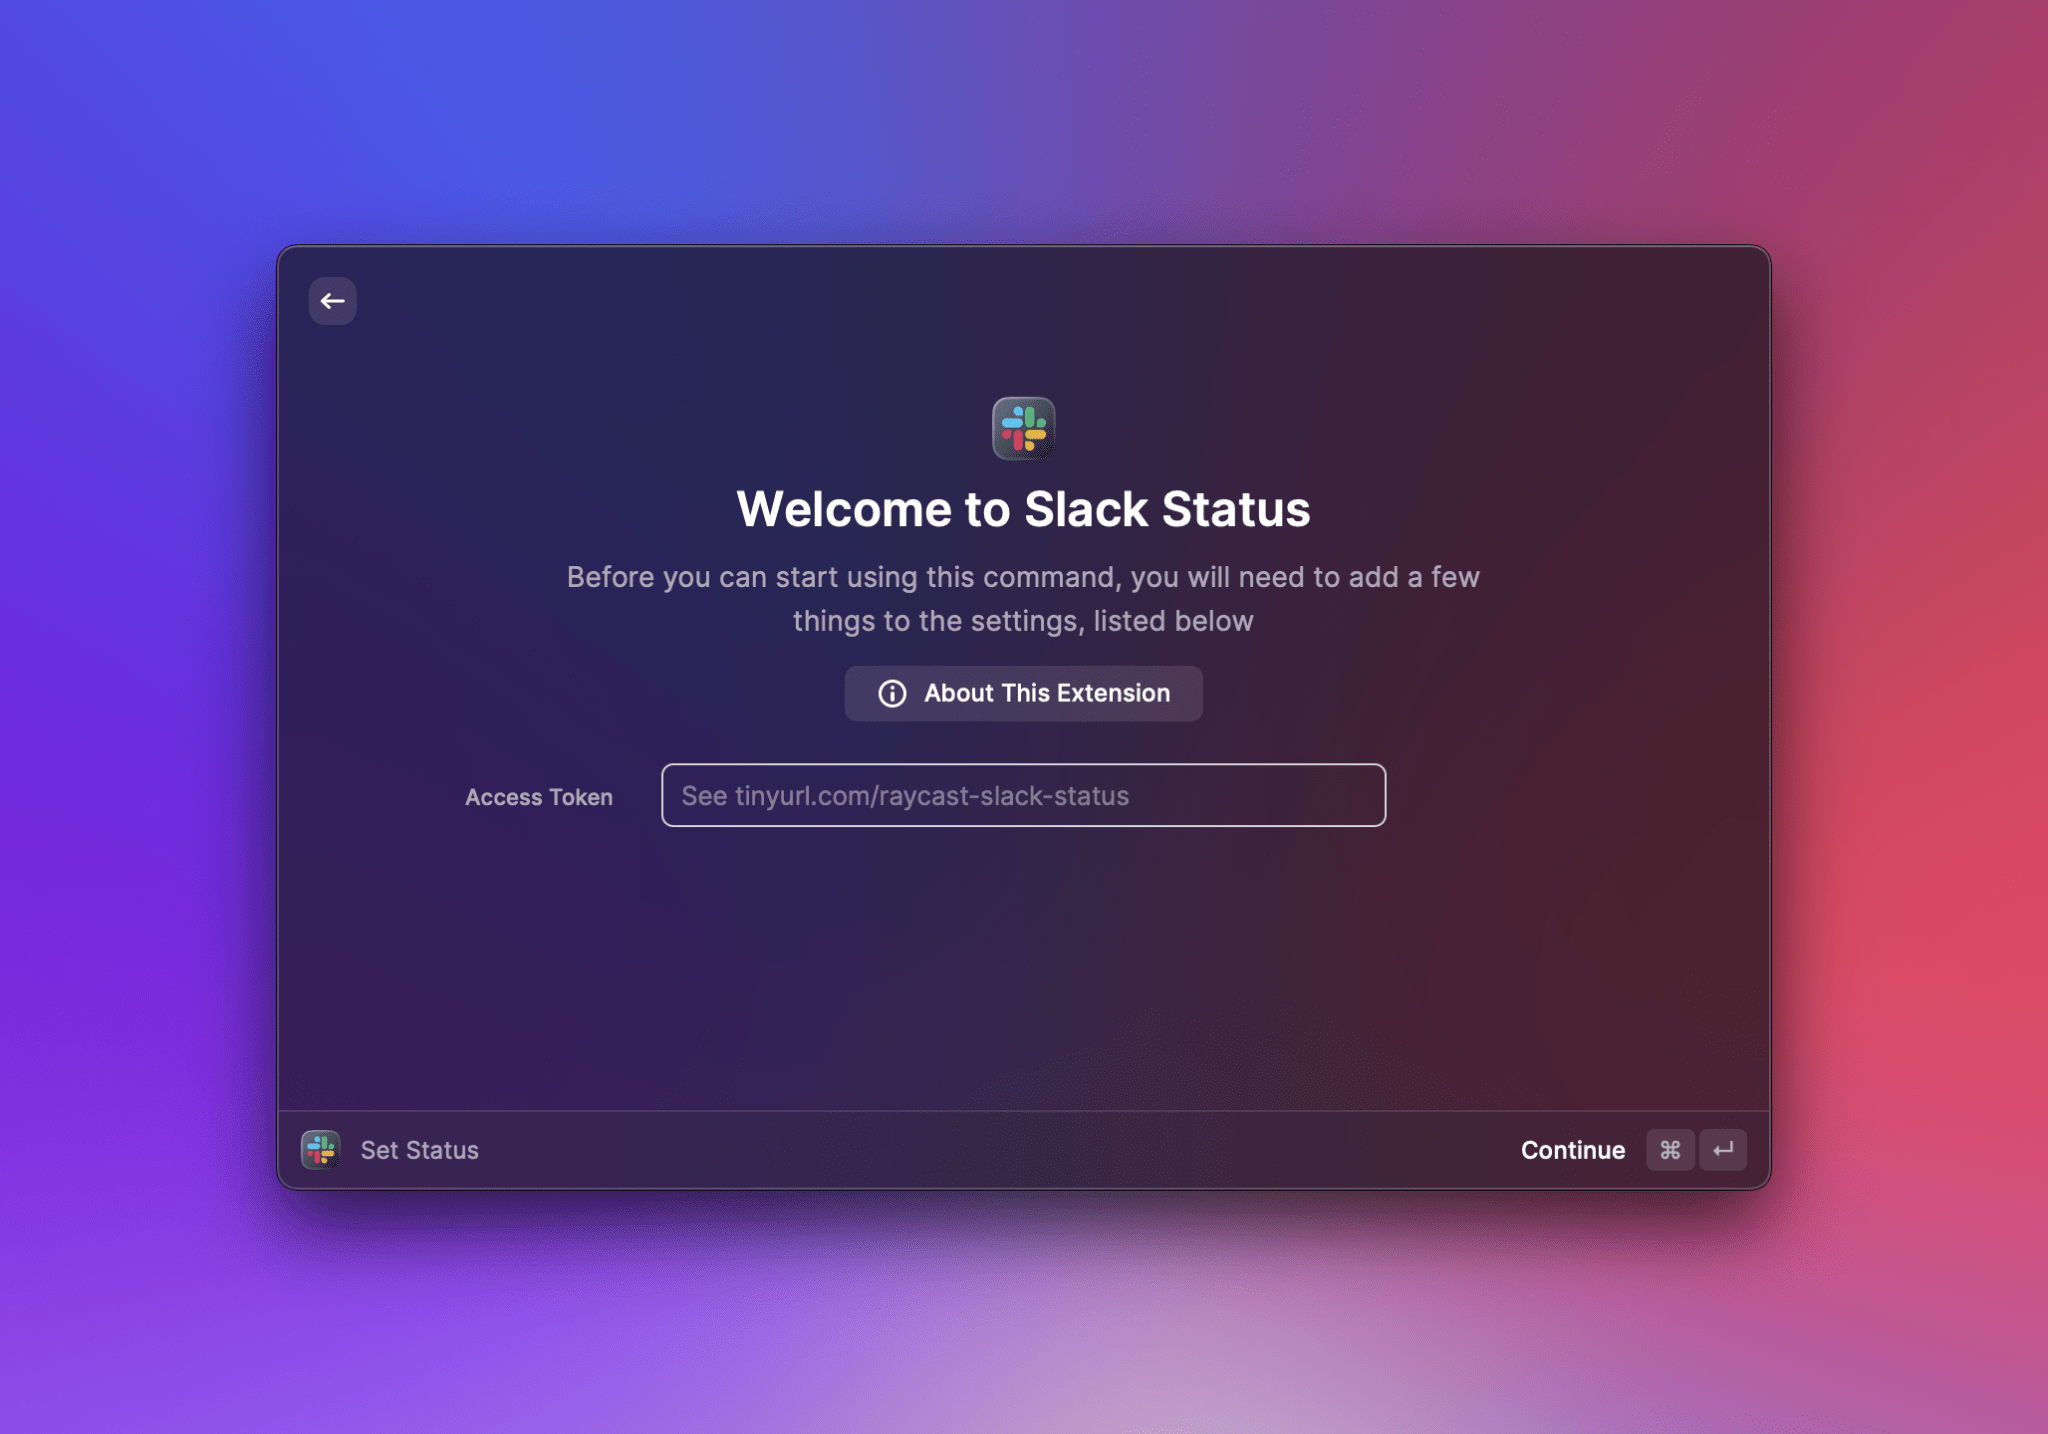 Welcome to Slack Status
Before you can start using this command, you will need to add a few
things to the settings, listed below
About This Extension
Access Token
See tinyurl.com/raycast-slack-status
Set Status
Continue ⌘ ↵